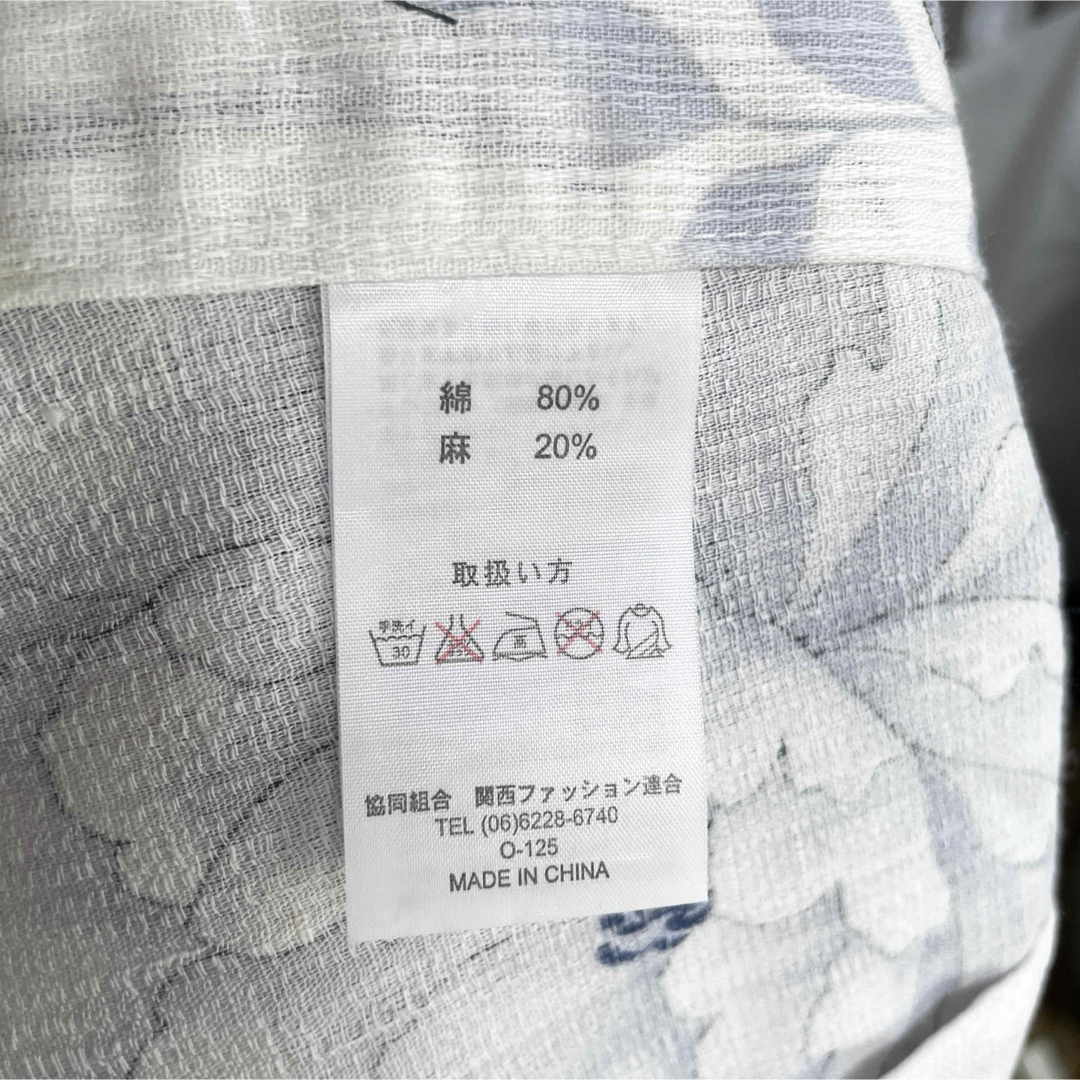 綿 80%
麻 20%
取扱い方
手洗イ
30
高
協同組合 関西ファッション連合
TEL (06)6228-6740
O-125
MADE IN CHINA